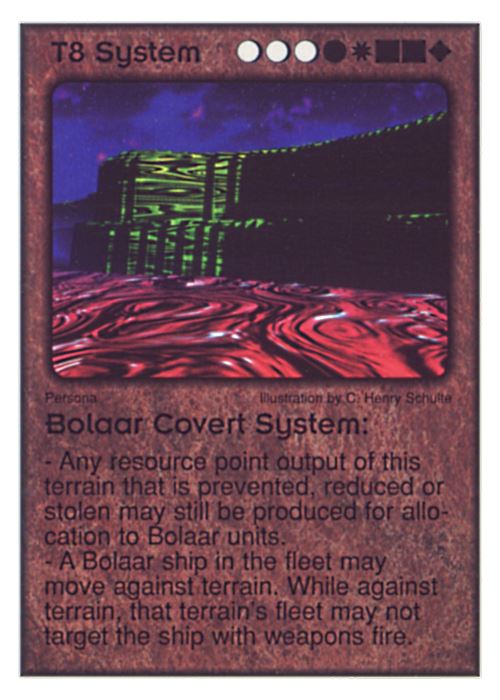 T8 System
Persona
Illustration by C. Henry Schulte
Bolaar Covert System:
- Any resource point output of this
terrain that is prevented, reduced or
stolen may still be produced for allo-
cation to Bolaar units.
- A Bolaar ship in the fleet may
move against terrain. While against
terrain, that terrain's fleet may not
target the ship with weapons fire.